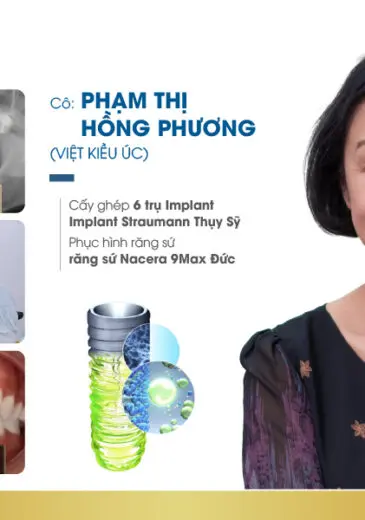 Cô: PHẠM THỊ
HỒNG PHƯƠNG
(VIỆT KIỀU ÚC)
Cấy ghép 6 trụ Implant
Implant Straumann Thụy Sỹ
Phục hình răng sứ
răng sứ Nacera 9Max Đức